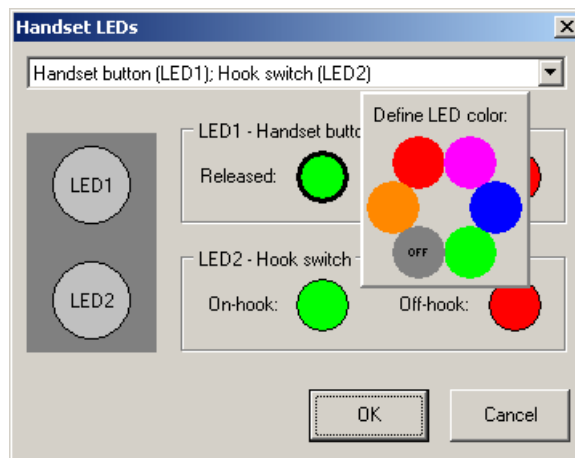 Handset LEDs
Handset button (LED1); Hook switch (LED2)
Define LED color:
LED1 - Handset butto
LED1
Released:
OFF
LED2 - Hook switch
LED2
On-hook:
Off-hook:
OK
Cancel